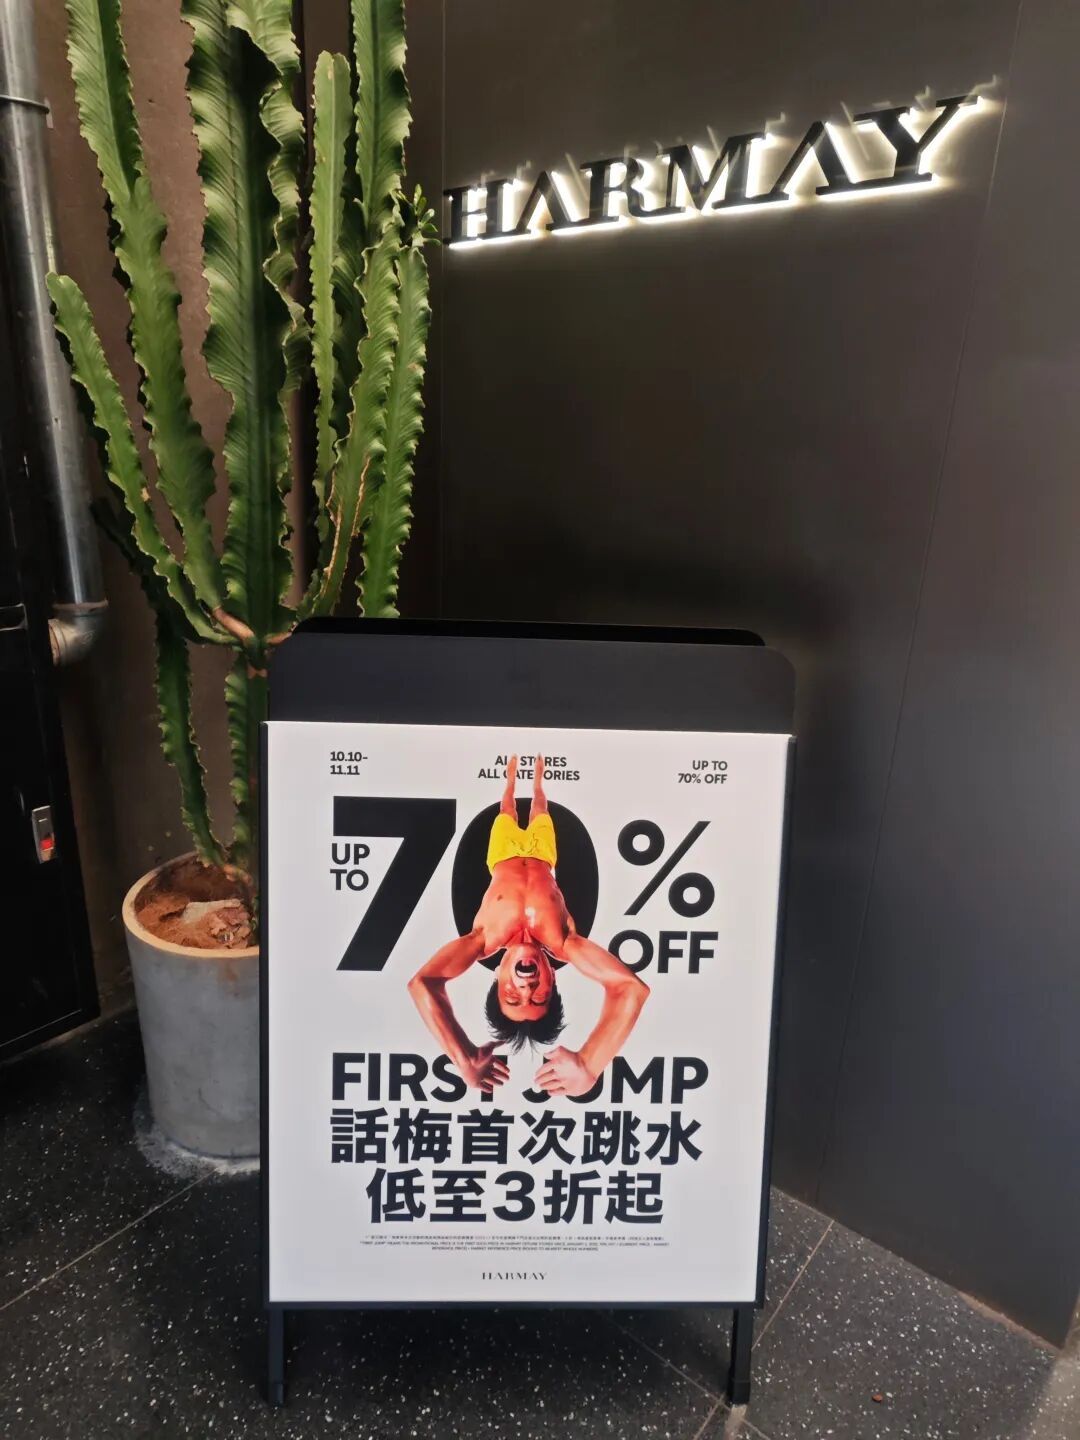 HARMAY
10.10-
11.11
ALL STORES
ALL CATEGORIES
UP TO
70% OFF
UP
TO
70%
OFF
FIRST JUMP
話梅首次跳水
低至3折起
HARMAY